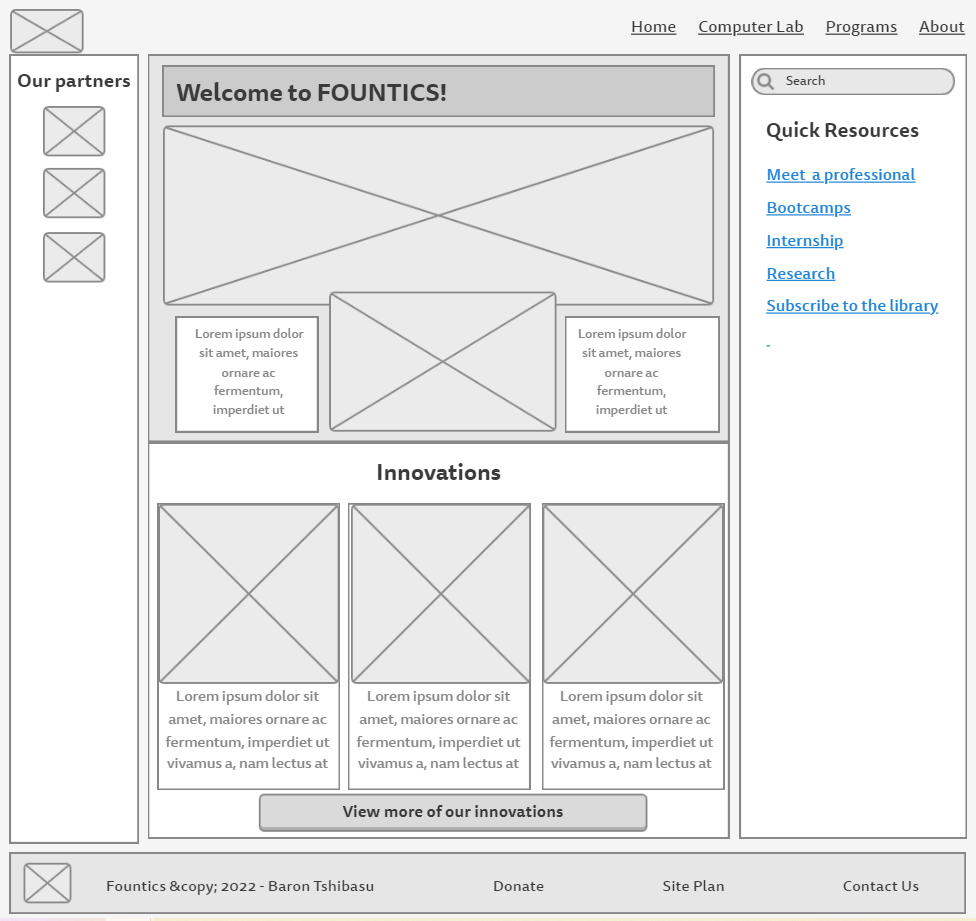 Home Computer Lab Programs About
Our partners
Welcome to FOUNTICS!
Lorem ipsum dolor
sit amet, maiores
ornare ac
fermentum,
imperdiet ut
Lorem ipsum dolor
sit amet, maiores
ornare ac
fermentum,
imperdiet ut
Innovations
Lorem ipsum dolor sit
amet, maiores ornare ac
fermentum, imperdiet ut
vivamus a, nam lectus at
Lorem ipsum dolor sit
amet, maiores ornare ac
fermentum, imperdiet ut
vivamus a, nam lectus at
Lorem ipsum dolor sit
amet, maiores ornare ac
fermentum, imperdiet ut
vivamus a, nam lectus at
View more of our innovations
Search
Quick Resources
Meet  a professional
Bootcamps
Internship
Research
Subscribe to the library
-
Fountics &copy; 2022 - Baron Tshibasu Donate Site Plan Contact Us